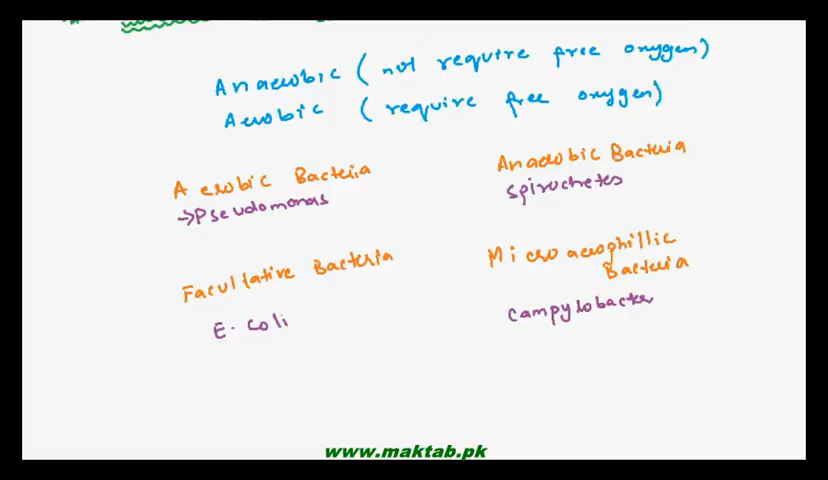 Anaerobic (not require free oxygen)
Aerobic (require free oxygen)
Aerobic Bacteria
→Pseudomonas
Anaerobic Bacteria
Spirochetes
Facultative Bacteria
E. Coli
Microaerophillic
Bacteria
Campylobacter
www.maktab.pk